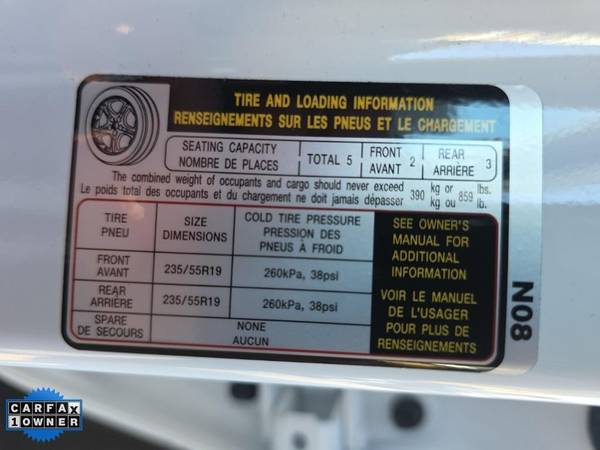 TIRE AND LOADING INFORMATION
RENSEIGNEMENTS SUR LES PNEUS ET LE CHARGEMENT
SEATING CAPACITY
NOMBRE DE PLACES
TOTAL 5
FRONT
AVANT 2
REAR
ARRIÈRE 3
The combined weight of occupants and cargo should never exceed 390 kg or 859 lbs.
Le poids total des occupants et du chargement ne doit jamais dépasser kg ou lb.
TIRE
PNEU
SIZE
DIMENSIONS
COLD TIRE PRESSURE
PRESSION DES
PNEUS À FROID
FRONT
AVANT
235/55R19
260kPa, 38psi
REAR
ARRIÈRE
235/55R19
260kPa, 38psi
SPARE
DE SECOURS
NONE
AUCUN
SEE OWNER'S
MANUAL FOR
ADDITIONAL
INFORMATION
VOIR LE MANUEL
DE L'USAGER
POUR PLUS DE
RENSEIGNEMENTS
N08
CARFAX
1 OWNER